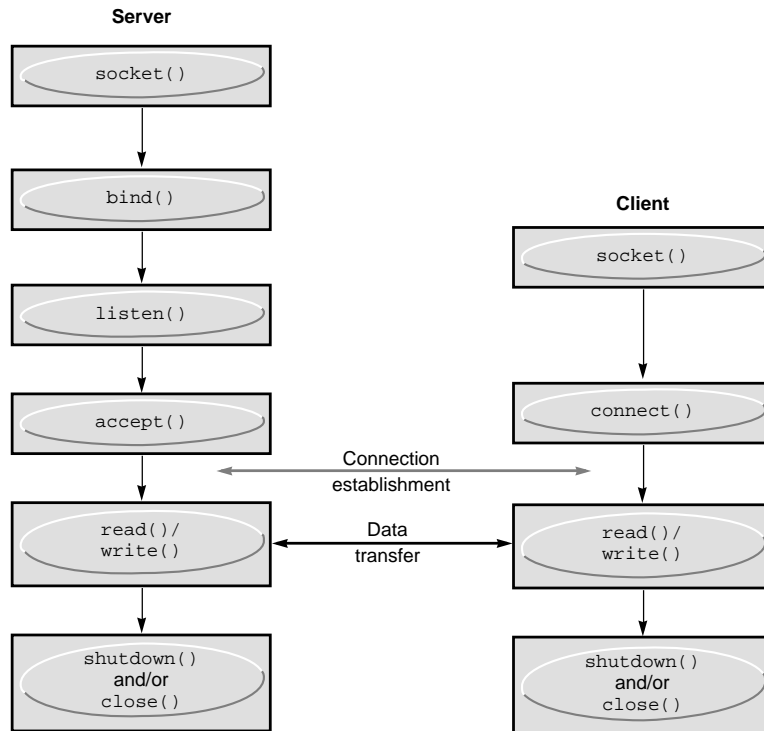 Server
socket()
bind()
listen()
accept()
read()/
write()
shutdown()
and/or
close()
Client
socket()
connect()
read()/
write()
shutdown()
and/or
close()
Connection
establishment
Data
transfer